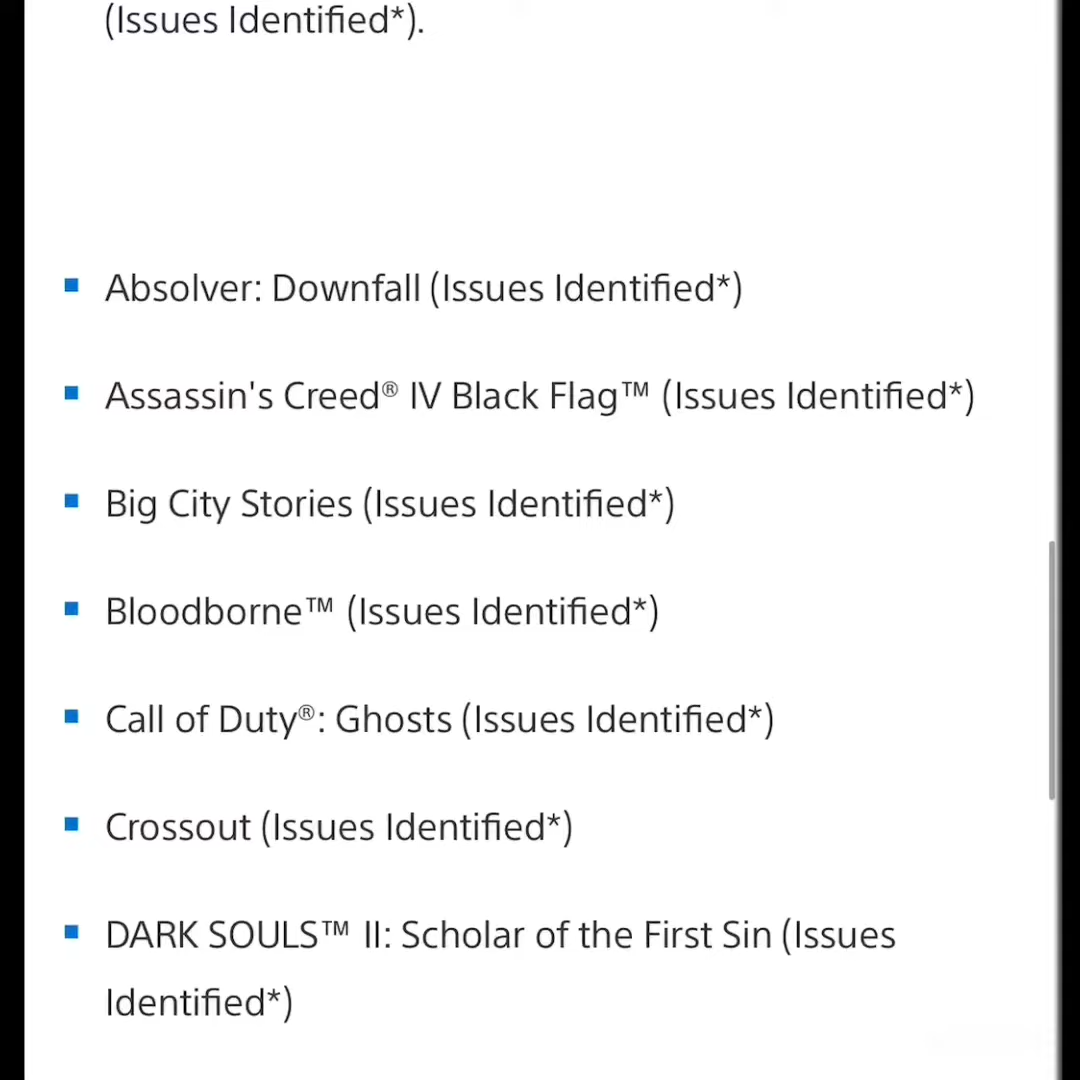 (Issues Identified*).
Absolver: Downfall (Issues Identified*)
Assassin's Creed® IV Black Flag™ (Issues Identified*)
Big City Stories (Issues Identified*)
Bloodborne™ (Issues Identified*)
Call of Duty®: Ghosts (Issues Identified*)
Crossout (Issues Identified*)
DARK SOULS™ II: Scholar of the First Sin (Issues
Identified*)